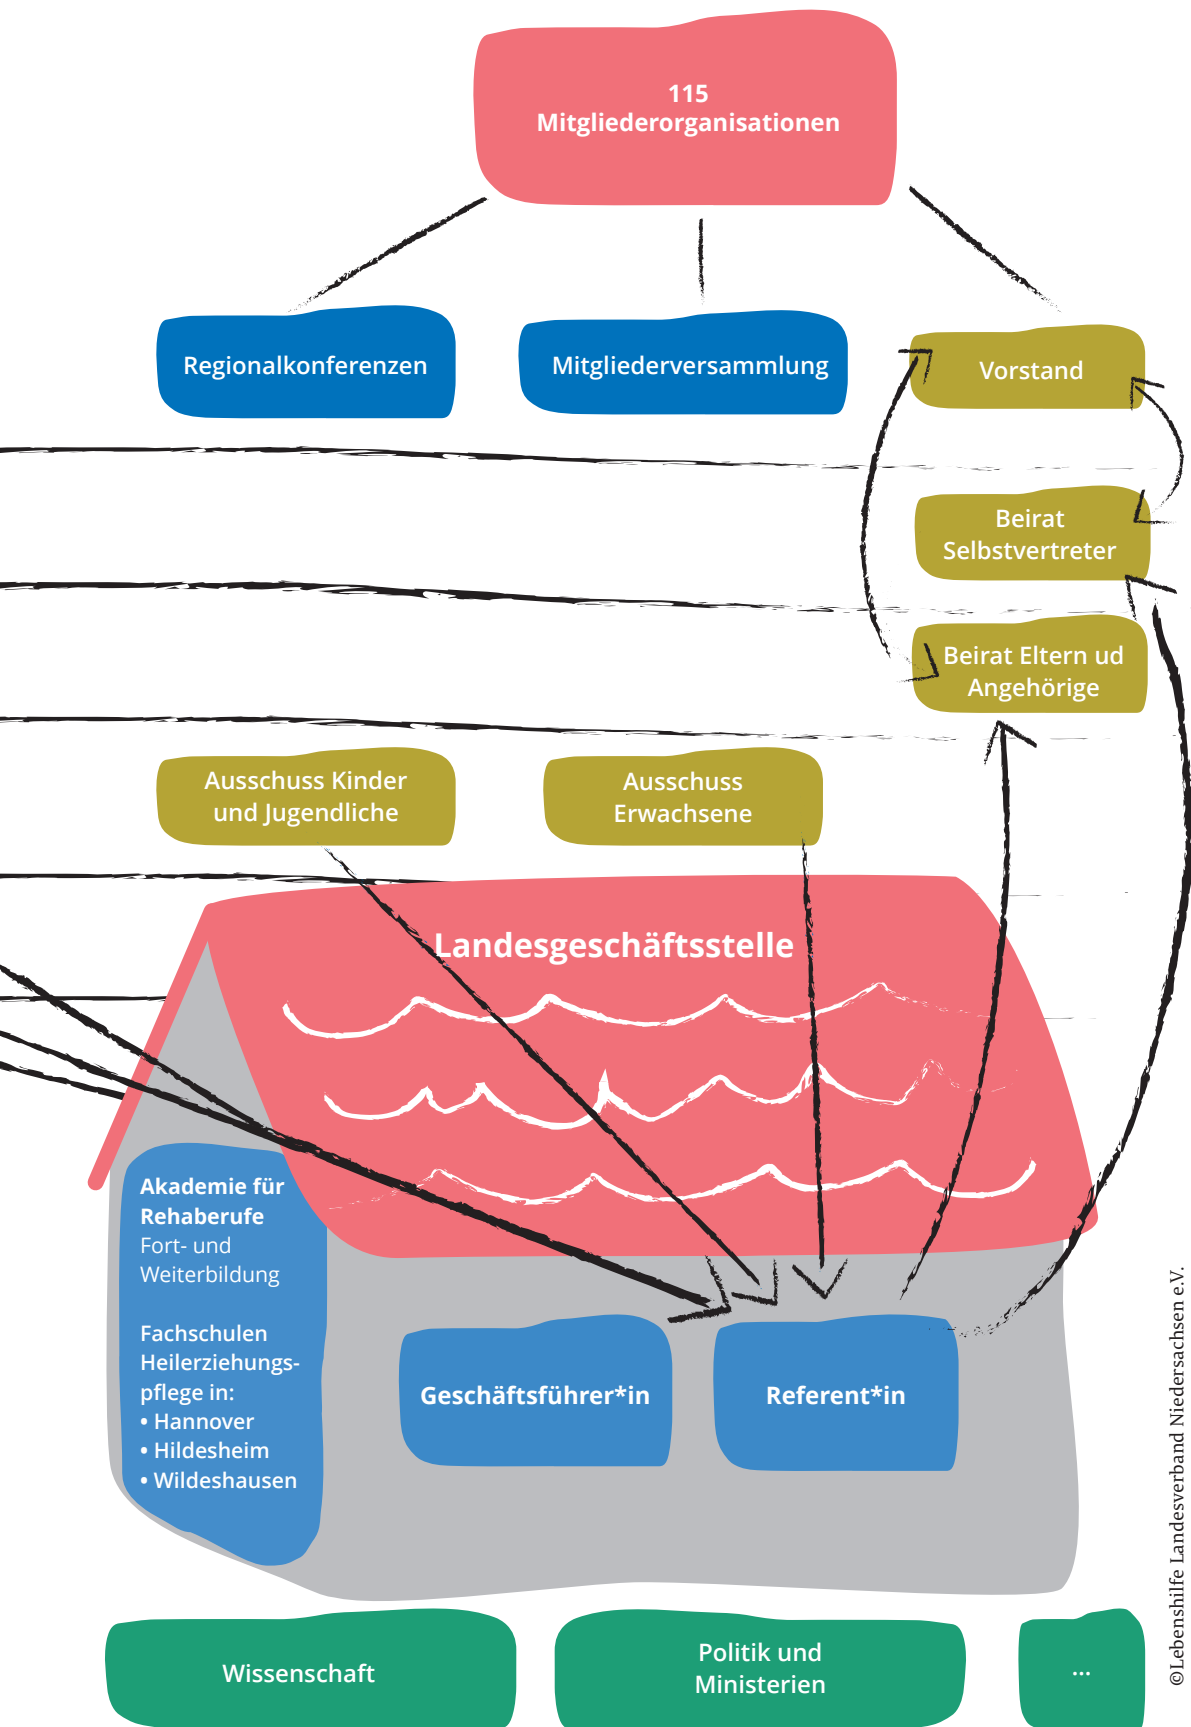 115
Mitgliederorganisationen
Regionalkonferenzen
Mitgliederversammlung
Vorstand
Beirat
Selbstvertreter
Beirat Eltern ud
Angehörige
Ausschuss Kinder
und Jugendliche
Ausschuss
Erwachsene
Landesgeschäftsstelle
Akademie für
Rehaberufe
Fort- und
Weiterbildung
Fachschulen
Heilerziehungs-
pflege in:
• Hannover
• Hildesheim
• Wildeshausen
Geschäftsführer*in
Referent*in
Wissenschaft
Politik und
Ministerien
...
©Lebenshilfe Landesverband Niedersachsen e.V.